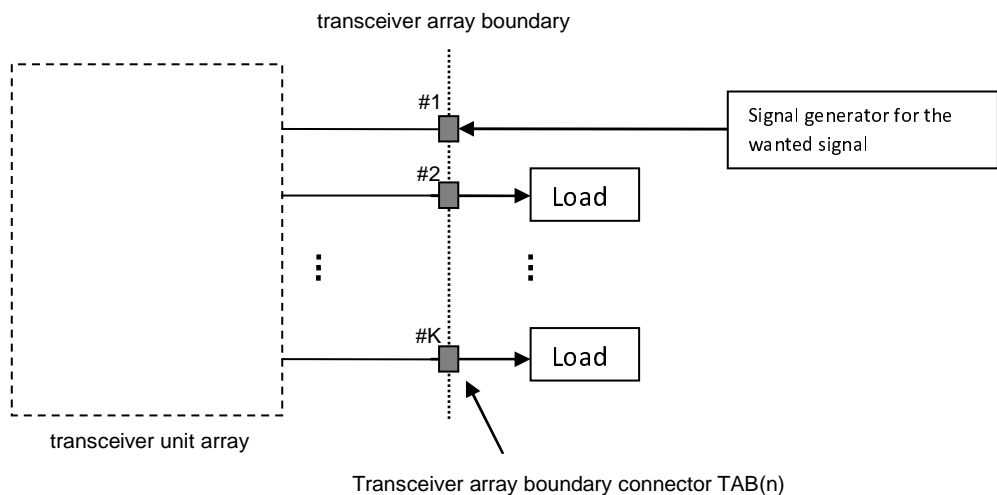 transceiver array boundary
#1
Signal generator for the
wanted signal
#2
Load
#K
Load
transceiver unit array
Transceiver array boundary connector TAB(n)